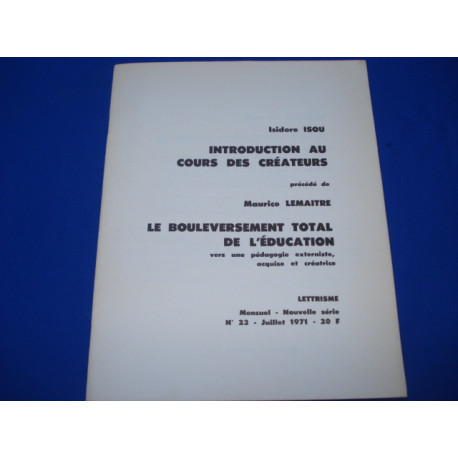 Isidore ISOU
INTRODUCTION AU
COURS DES CRÉATEURS
précédé de
Maurice LEMAITRE
LE BOULEVERSEMENT TOTAL
DE L'ÉDUCATION
vers une pédagogie externiste,
acquise et créatrice
LETTRISME
Mensuel - Nouvelle série
N° 23 - Juillet 1971 - 20 F